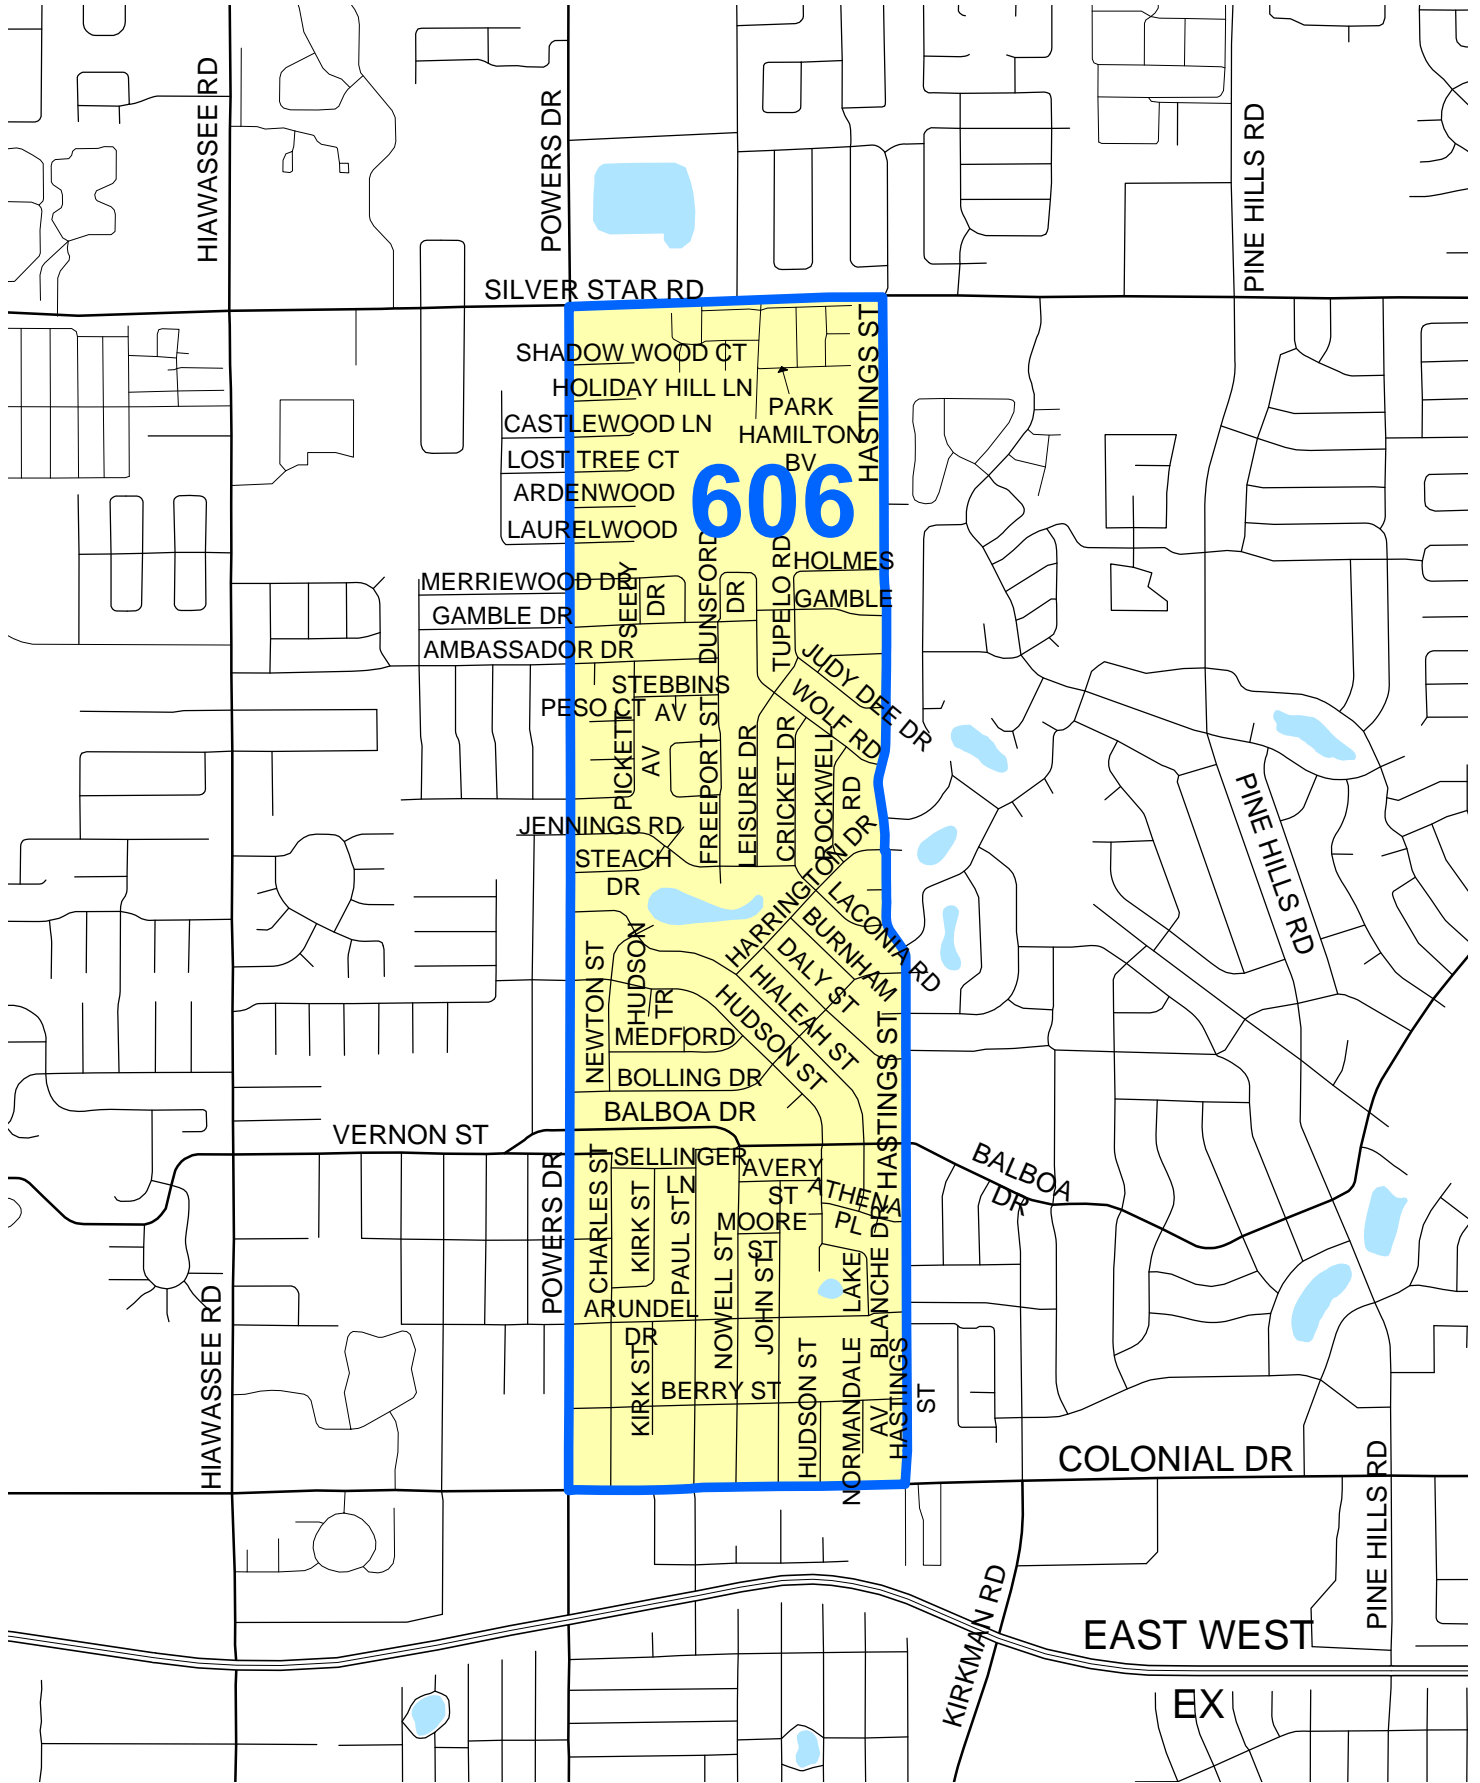 HIAWASSEE RD
POWERS DR
PINE HILLS RD
SILVER STAR RD
SHADOW WOOD CT
HOLIDAY HILL LN
CASTLEWOOD LN
LOST TREE CT
ARDENWOOD
LAURELWOOD
PARK
HAMILTON
BV
HASTINGS ST
606
MERRIEWOOD DR
GAMBLE DR
AMBASSADOR DR
SEELY
DR
DUNSFORD
DR
TUPELO RD
HOLMES
GAMBLE
JUDY DEE DR
WOLF RD
STEBBINS
AV
PESO CT
PICKETT
AV
FREEPORT ST
LEISURE DR
CRICKET DR
ROCKWELL
RD
PINE HILLS RD
JENNINGS RD
STEACH
DR
HARRINGTON DR
LACONIA RD
BURNHAM
DALY ST
HIALEAH ST
HUDSON ST
NEWTON ST
HUDSON
TR
MEDFORD
BOLLING DR
BALBOA DR
HASTINGS ST
VERNON ST
BALBOA
DR
POWERS DR
CHARLES ST
SELLINGER
LN
KIRK ST
PAUL ST
AVERY
ST
ATHENA
PL
MOORE
ST
NOWELL ST
JOHN ST
LAKE
BLANCHE DR
ARUNDEL
DR
KIRK ST
BERRY ST
HUDSON ST
NORMANDALE
AV
HASTINGS
ST
HIAWASSEE RD
COLONIAL DR
PINE HILLS RD
KIRKMAN RD
EAST WEST
EX